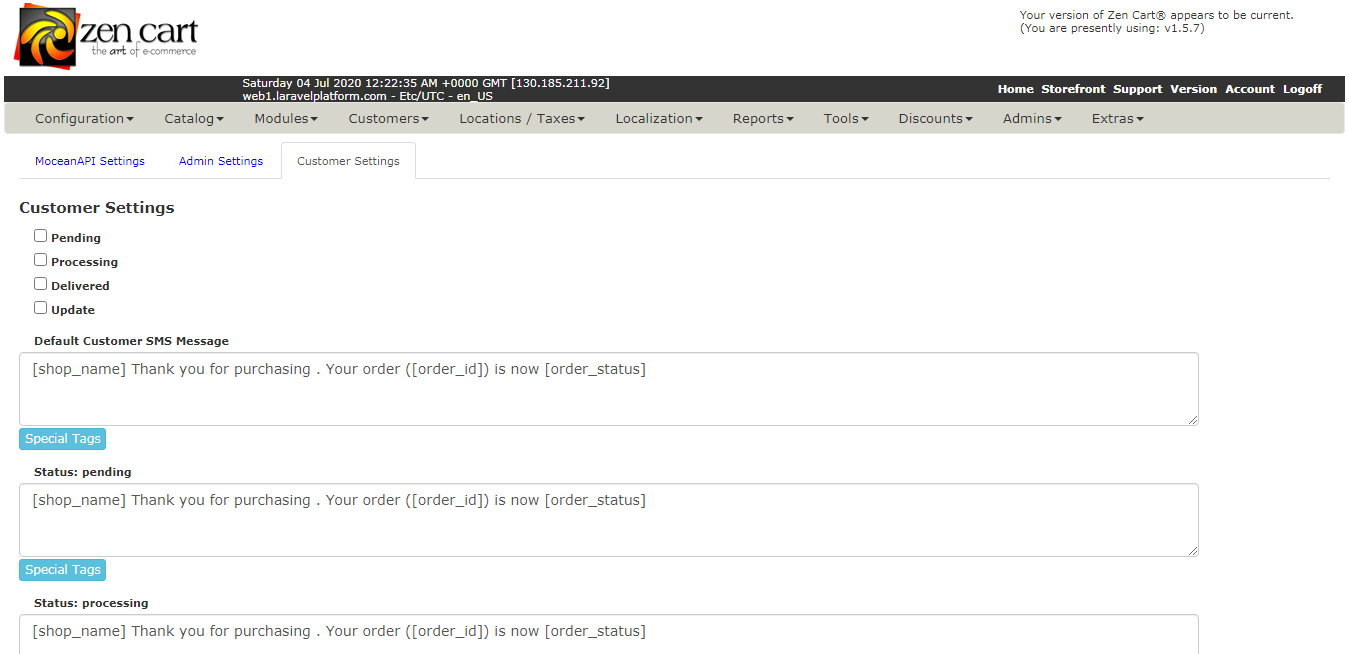 zen cart
the art of e-commerce
Your version of Zen Cart® appears to be current.
(You are presently using: v1.5.7)
Saturday 04 Jul 2020 12:22:35 AM +0000 GMT [130.185.211.92]
web1.laravelplatform.com - Etc/UTC - en_US
Home Storefront Support Version Account Logoff
Configuration Catalog Modules Customers Locations / Taxes Localization Reports Tools Discounts Admins Extras
MoceanAPI Settings Admin Settings Customer Settings
Customer Settings
Pending
Processing
Delivered
Update
Default Customer SMS Message
[shop_name] Thank you for purchasing . Your order ([order_id]) is now [order_status]
Special Tags
Status: pending
[shop_name] Thank you for purchasing . Your order ([order_id]) is now [order_status]
Special Tags
Status: processing
[shop_name] Thank you for purchasing . Your order ([order_id]) is now [order_status]